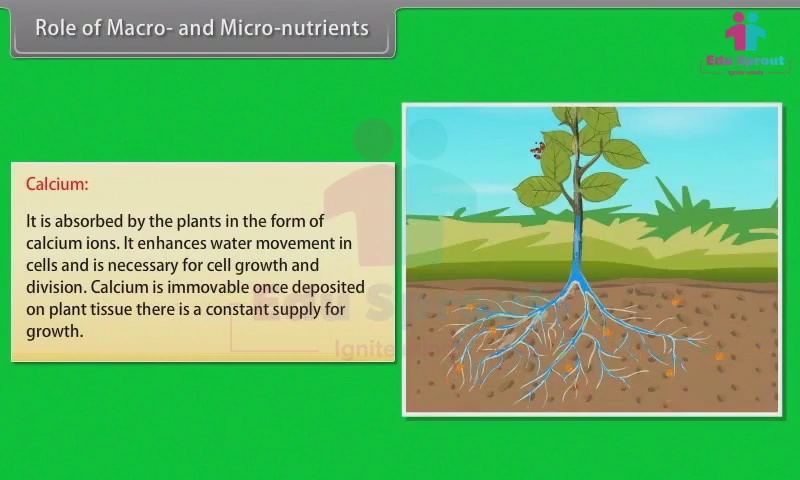 Role of Macro- and Micro-nutrients
Edu Sprout
Ignite Minds
Calcium:
It is absorbed by the plants in the form of
calcium ions. It enhances water movement in
cells and is necessary for cell growth and
division. Calcium is immovable once deposited
on plant tissue there is a constant supply for
growth.